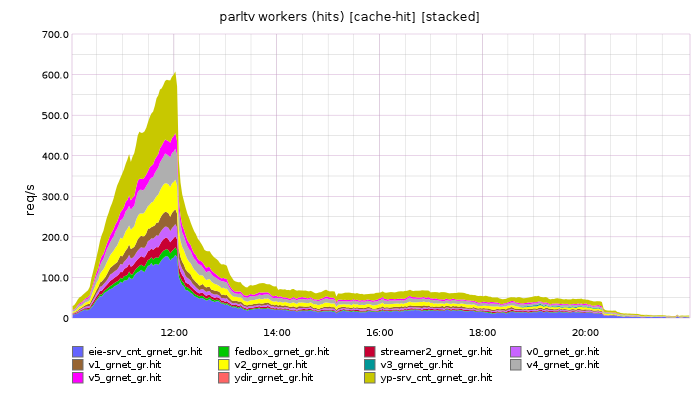 parltv workers (hits) [cache-hit] [stacked]
700.0
600.0
500.0
400.0
300.0
200.0
100.0
0
req/s
12:00 14:00 16:00 18:00 20:00
eie-srv_cnt_grnet_gr.hit fedbox_gr.hit streamer2_grnet_gr.hit v0_grnet_gr.hit
v1_grnet_gr.hit v2_grnet_gr.hit v3_grnet_gr.hit v4_grnet_gr.hit
v5_grnet_gr.hit ydir_grnet_gr.hit yp-srv_cnt_grnet_gr.hit